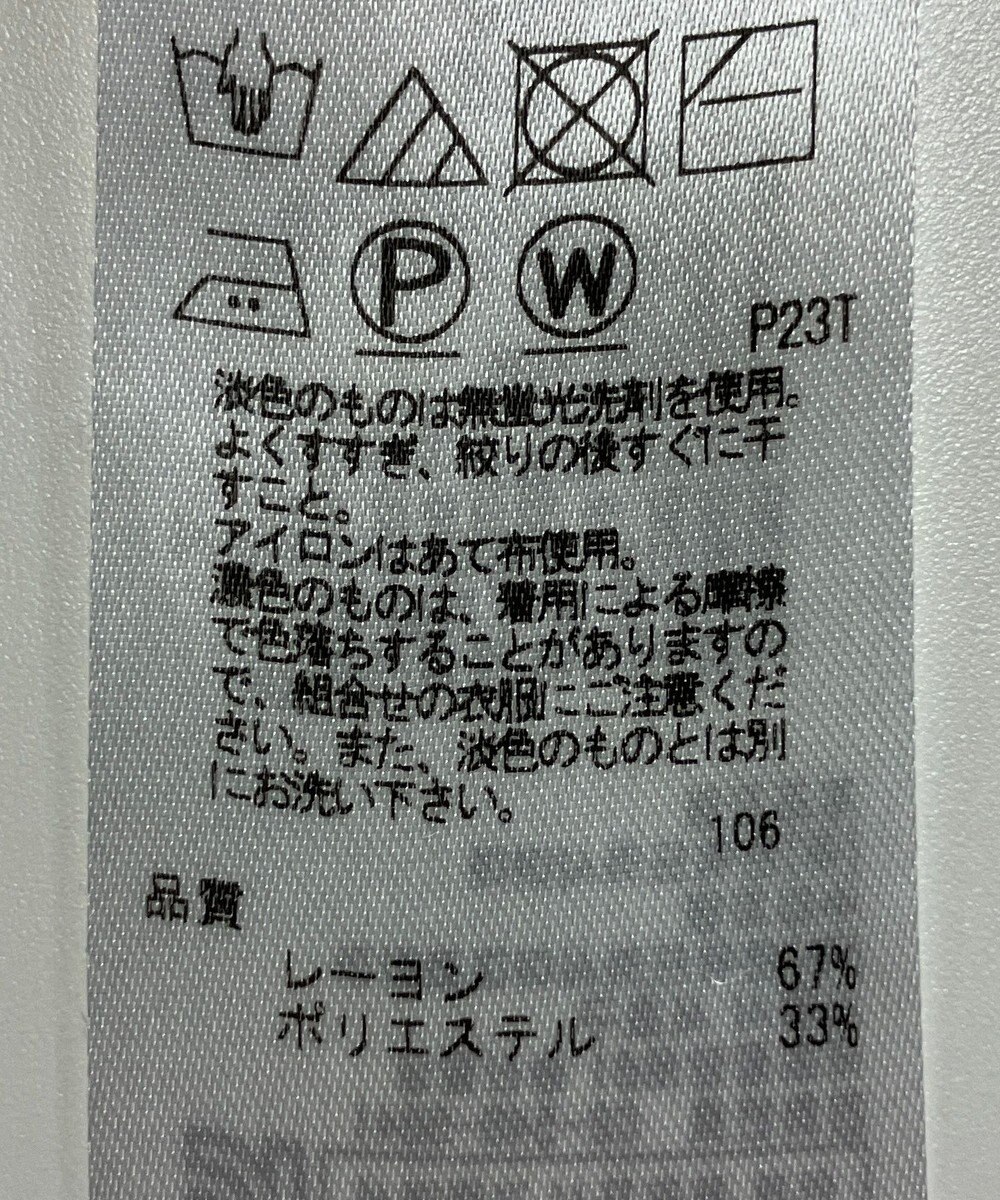 P W
P23T
淡色のものは無蛍光洗剤を使用。
よくすすぎ、絞りの後すぐに干
すこと。
アイロンはあて布使用。
濃色のものは、着用による摩擦
で色落ちすることがありますの
で、組合せの衣服にご注意くだ
さい。また、淡色のものとは別
にお洗い下さい。
106
品質
レーヨン 67%
ポリエステル 33%